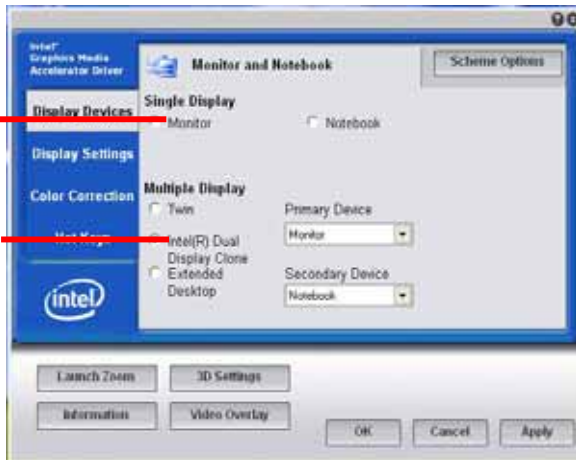 Intel®
Graphics Media
Accelerator Driver
Monitor and Notebook
Scheme Options
Display Devices
Display Settings
Color Correction
Hot Keys
intel
Single Display
Monitor
Notebook
Multiple Display
Twin
Intel(R) Dual
Display Clone
Extended
Desktop
Primary Device
Monitor
Secondary Device
Notebook
Launch Zoom
3D Settings
Information
Video Overlay
OK
Cancel
Apply